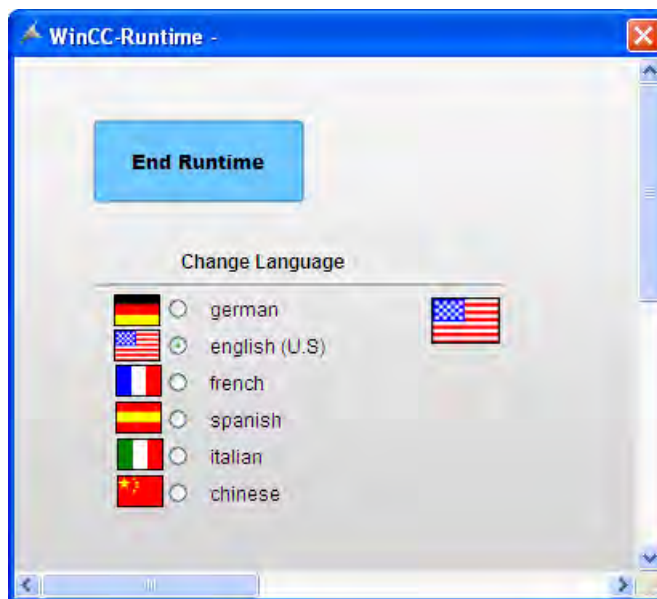 WinCC-Runtime -
End Runtime
Change Language
german
english (U.S)
french
spanish
italian
chinese